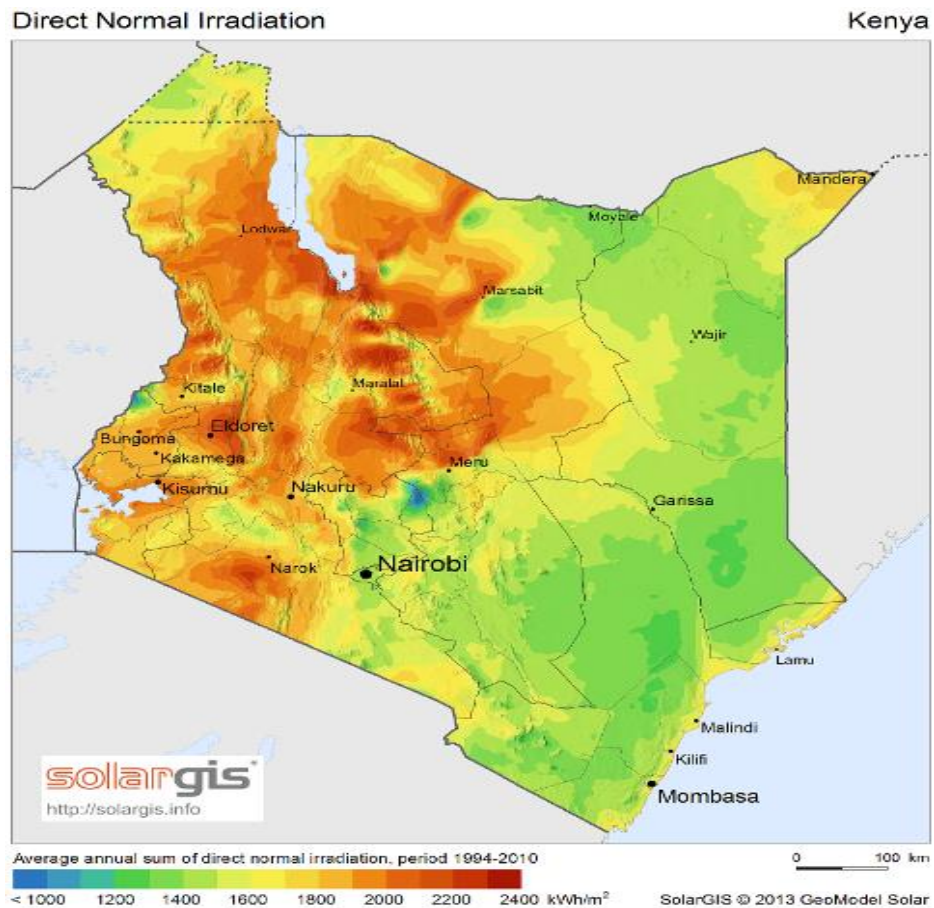 Direct Normal Irradiation
Kenya
Mandera
Moyale
Lodwar
Marsabit
Wajir
Kitale
Maralal
Eldoret
Bungoma
Kakamega
Meru
Kisumu
Nakuru
Garissa
Nairobi
Narok
Lamu
Malindi
Kilifi
Mombasa
solargis
http://solargis.info
Average annual sum of direct normal irradiation, period 1994-2010
0 100 km
< 1000 1200 1400 1600 1800 2000 2200 2400 kWh/m²
SolarGIS © 2013 GeoModel Solar